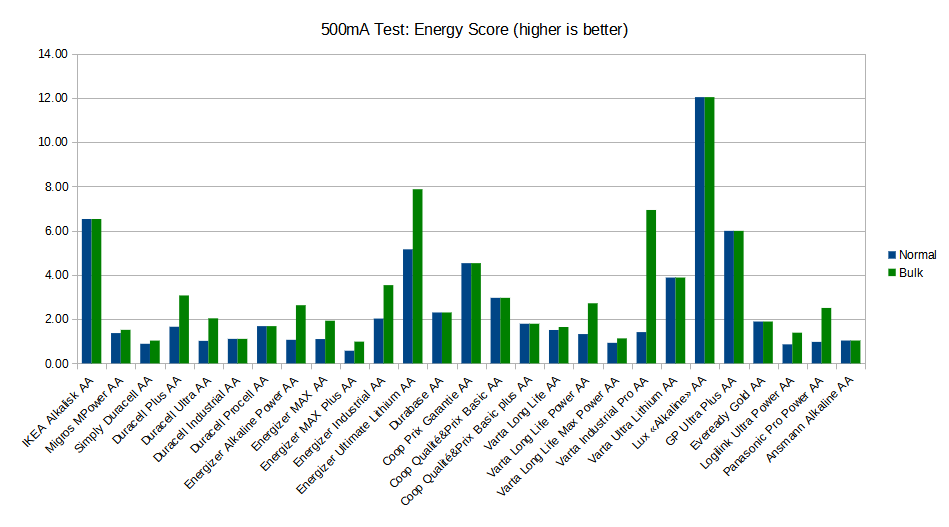 500mA Test: Energy Score (higher is better)
14.00
12.00
10.00
8.00
6.00
4.00
2.00
0.00
Normal
Bulk
IKEA Alkalisk AA
Migros MPower AA
Simply Duracell AA
Duracell Plus AA
Duracell Ultra AA
Duracell Industrial AA
Duracell Procell AA
Energizer Alkaline Power AA
Energizer MAX AA
Energizer MAX Plus AA
Energizer Industrial AA
Energizer Ultimate Lithium AA
Durabase AA
Coop Prix Garantie AA
Coop Qualité&Prix Basic AA
Coop Qualité&Prix Basic plus AA
Varta Long Life AA
Varta Long Life Power AA
Varta Long Life Max Power AA
Varta Industrial Pro AA
Varta Ultra Lithium AA
Lux «Alkaline» AA
GP Ultra Plus AA
Eveready Gold AA
Logilink Ultra Power AA
Panasonic Pro Power AA
Ansmann Alkaline AA